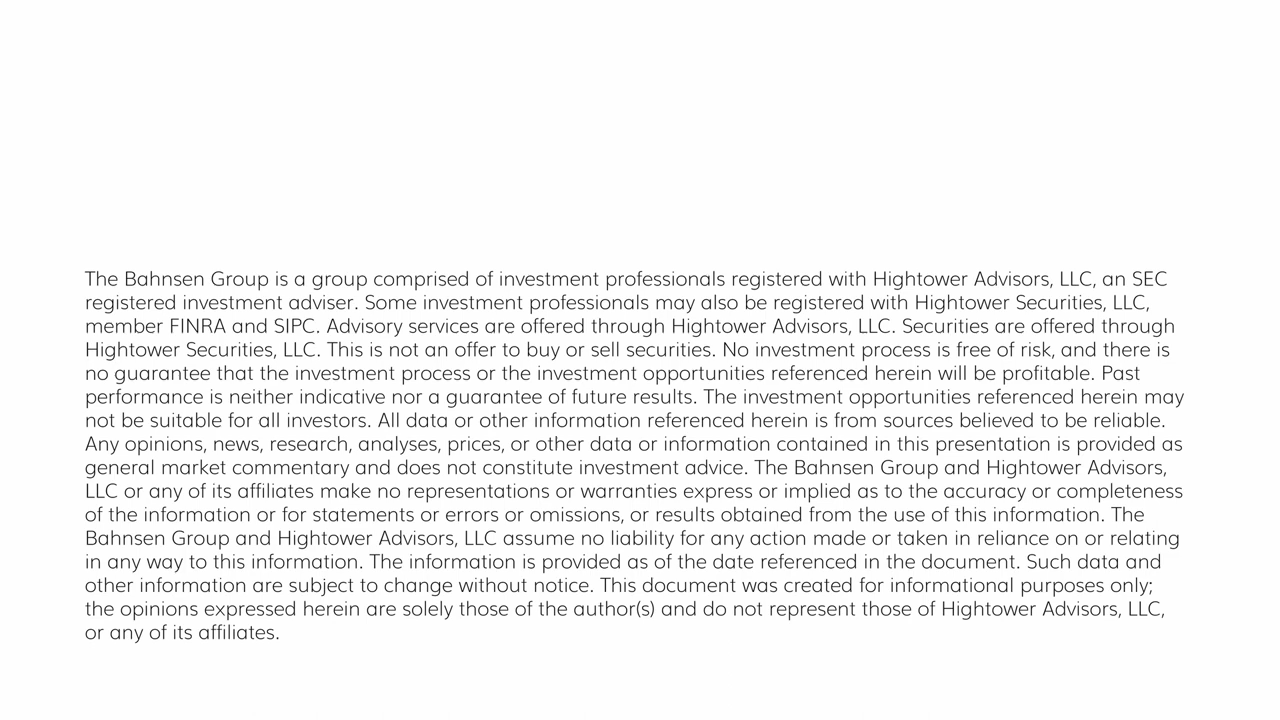 The Bahnsen Group is a group comprised of investment professionals registered with Hightower Advisors, LLC, an SEC
registered investment adviser. Some investment professionals may also be registered with Hightower Securities, LLC,
member FINRA and SIPC. Advisory services are offered through Hightower Advisors, LLC. Securities are offered through
Hightower Securities, LLC. This is not an offer to buy or sell securities. No investment process is free of risk, and there is
no guarantee that the investment process or the investment opportunities referenced herein will be profitable. Past
performance is neither indicative nor a guarantee of future results. The investment opportunities referenced herein may
not be suitable for all investors. All data or other information referenced herein is from sources believed to be reliable.
Any opinions, news, research, analyses, prices, or other data or information contained in this presentation is provided as
general market commentary and does not constitute investment advice. The Bahnsen Group and Hightower Advisors,
LLC or any of its affiliates make no representations or warranties express or implied as to the accuracy or completeness
of the information or for statements or errors or omissions, or results obtained from the use of this information. The
Bahnsen Group and Hightower Advisors, LLC assume no liability for any action made or taken in reliance on or relating
in any way to this information. The information is provided as of the date referenced in the document. Such data and
other information are subject to change without notice. This document was created for informational purposes only;
the opinions expressed herein are solely those of the author(s) and do not represent those of Hightower Advisors, LLC,
or any of its affiliates.